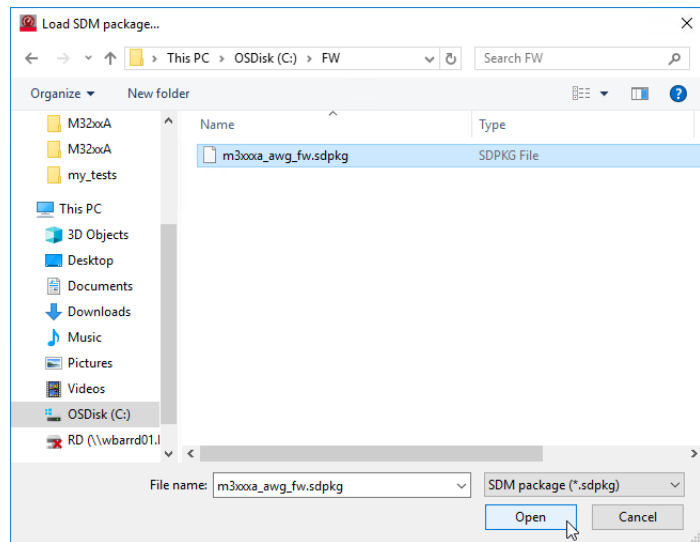 Load SDM package...
This PC > OSDisk (C:) > FW
Search FW
Organize
New folder
Name
Type
M32xxA
M32xxA
my_tests
m3xxxa_awg_fw.sdpkg
SDPKG File
This PC
3D Objects
Desktop
Documents
Downloads
Music
Pictures
Videos
OSDisk (C:)
RD (\\wbarrd01.
File name:
m3xxxa_awg_fw.sdpkg
SDM package (*.sdpkg)
Open
Cancel